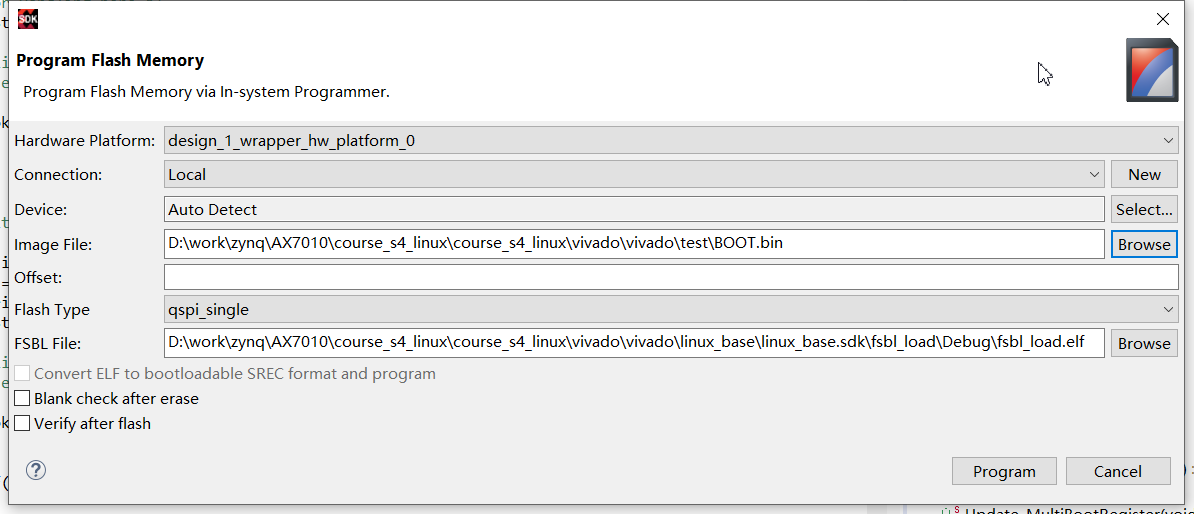 SDK
Program Flash Memory
Program Flash Memory via In-system Programmer.
Hardware Platform: design_1_wrapper_hw_platform_0
Connection: Local New
Device: Auto Detect Select...
Image File: D:\work\zynq\AX7010\course_s4_linux\course_s4_linux\vivado\vivado\test\BOOT.bin Browse
Offset:
Flash Type qspi_single
FSBL File: D:\work\zynq\AX7010\course_s4_linux\course_s4_linux\vivado\vivado\linux_base\linux_base.sdk\fsbl_load\Debug\fsbl_load.elf Browse
Convert ELF to bootloadable SREC format and program
Blank check after erase
Verify after flash
? Program Cancel